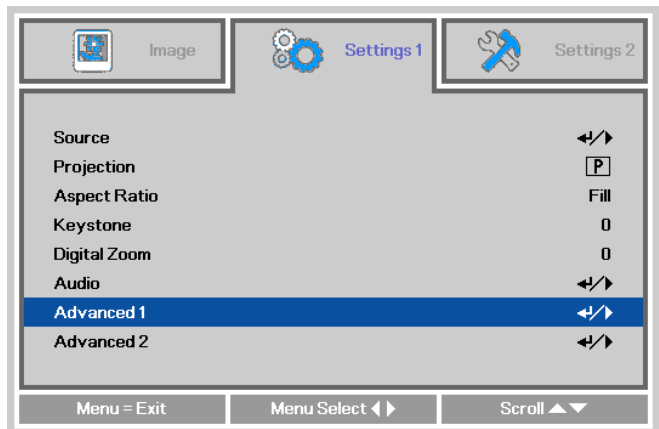 Image Settings 1 Settings 2
Source
Projection P
Aspect Ratio Fill
Keystone 0
Digital Zoom 0
Audio
Advanced 1
Advanced 2
Menu = Exit Menu Select Scroll